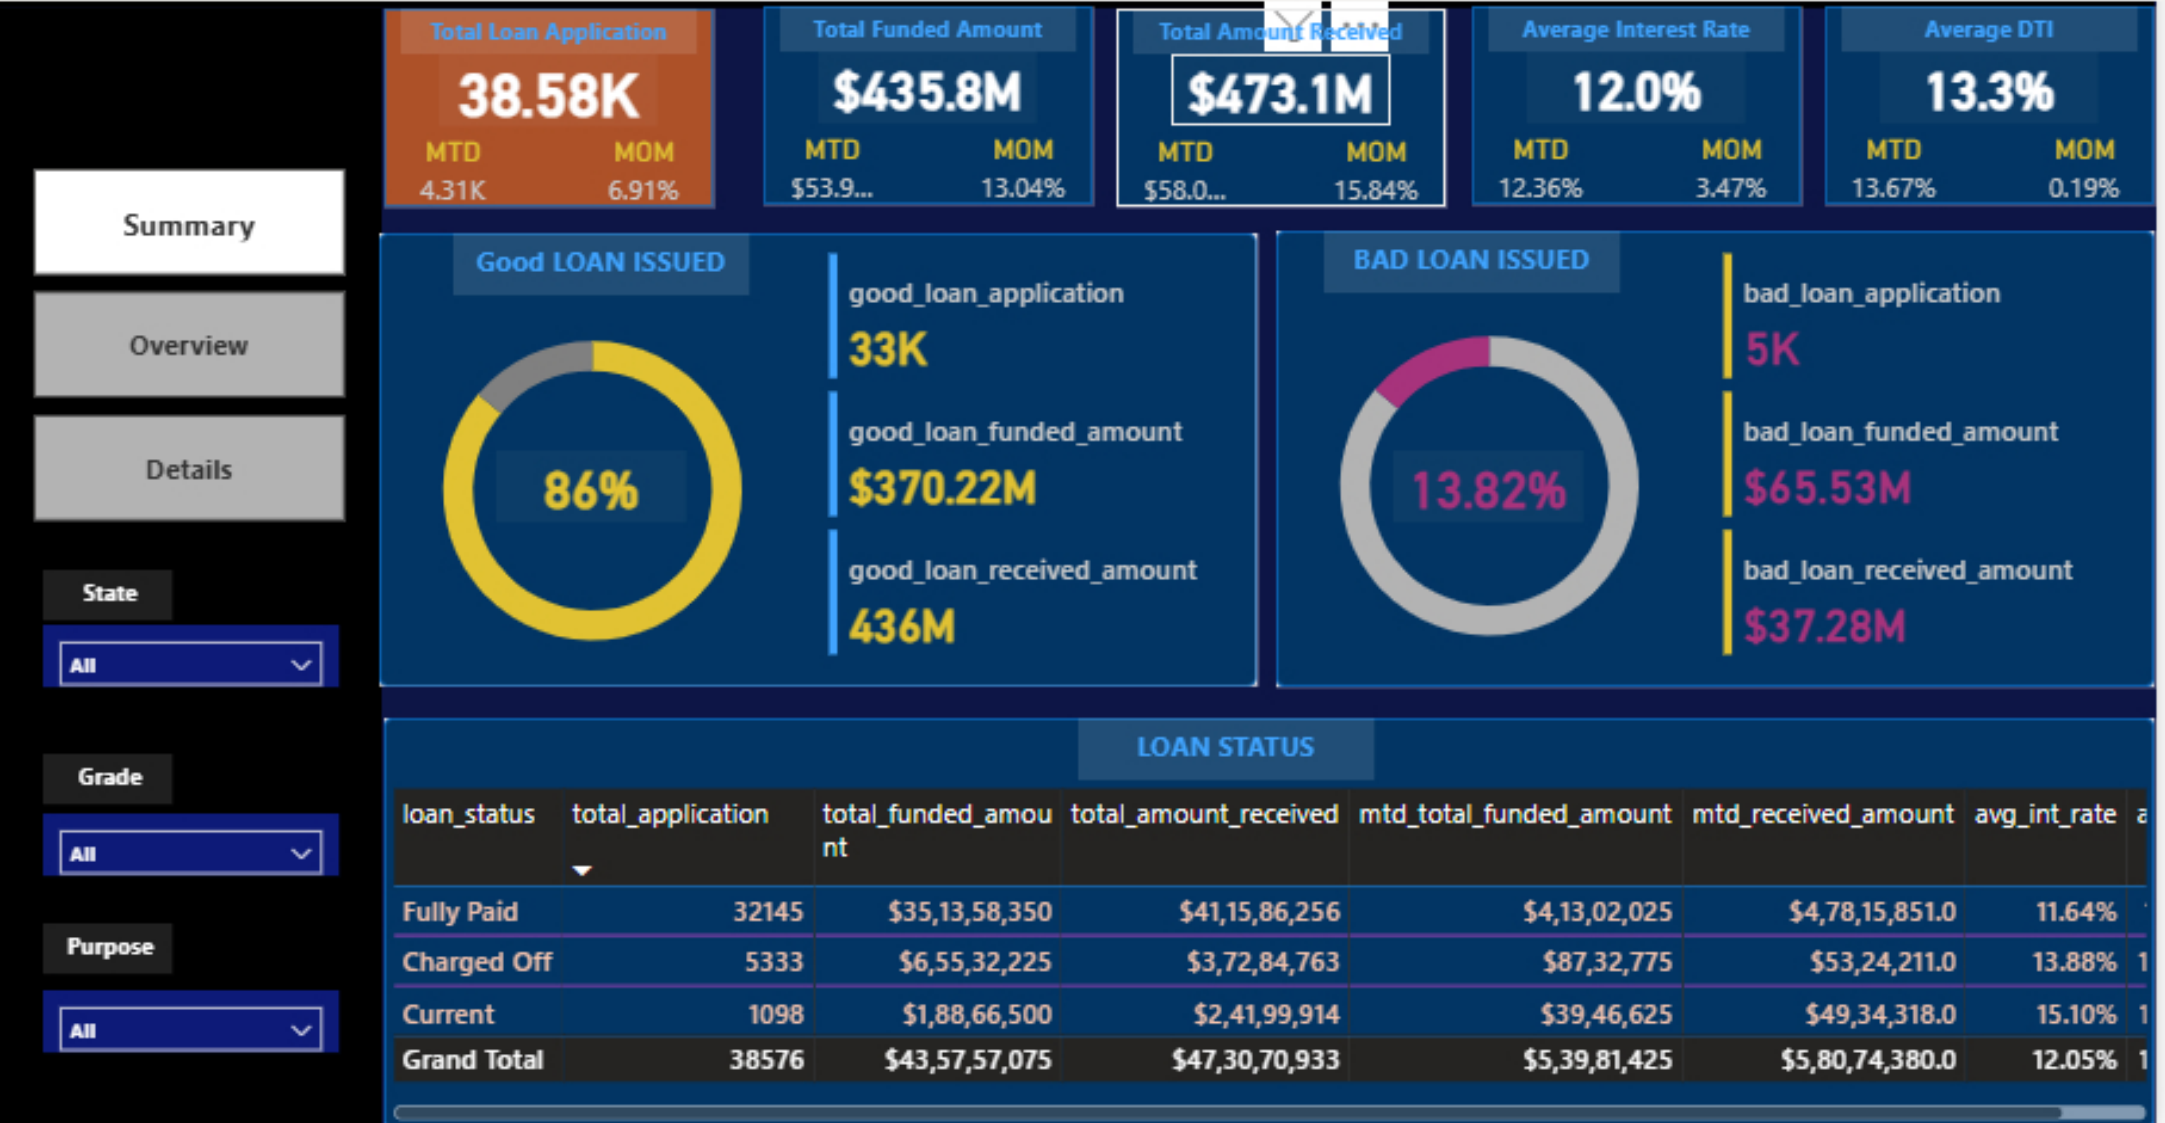 Total Loan Application
38.58K
MTD MOM
4.31K 6.91%
Total Funded Amount
$435.8M
MTD MOM
$53.9... 13.04%
Total Amount Received
$473.1M
MTD MOM
$58.0... 15.84%
Average Interest Rate
12.0%
MTD MOM
12.36% 3.47%
Average DTI
13.3%
MTD MOM
13.67% 0.19%
Summary
Overview
Details
State
All
Grade
All
Purpose
All
Good LOAN ISSUED
86%
good_loan_application
33K
good_loan_funded_amount
$370.22M
good_loan_received_amount
436M
BAD LOAN ISSUED
13.82%
bad_loan_application
5K
bad_loan_funded_amount
$65.53M
bad_loan_received_amount
$37.28M
LOAN STATUS
loan_status total_application total_funded_amou total_amount_received mtd_total_funded_amount mtd_received_amount avg_int_rate a
nt
Fully Paid 32145 $35,13,58,350 $41,15,86,256 $4,13,02,025 $4,78,15,851.0 11.64%
Charged Off 5333 $6,55,32,225 $3,72,84,763 $87,32,775 $53,24,211.0 13.88% 1
Current 1098 $1,88,66,500 $2,41,99,914 $39,46,625 $49,34,318.0 15.10% 1
Grand Total 38576 $43,57,57,075 $47,30,70,933 $5,39,81,425 $5,80,74,380.0 12.05% 1